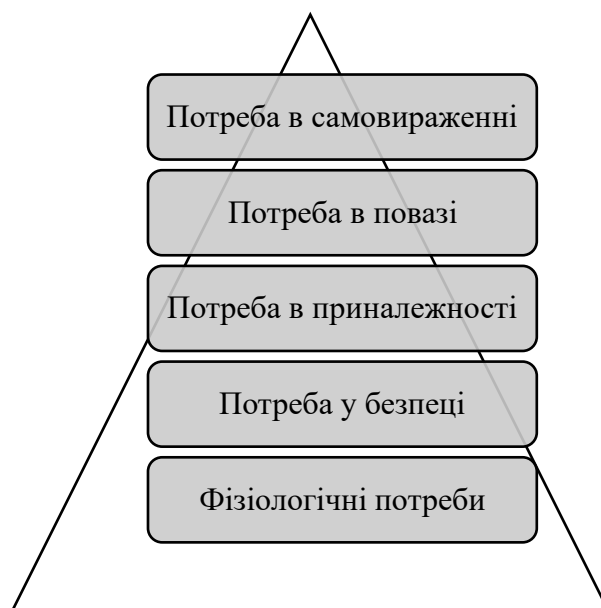 Потреба в самовираженні
Потреба в повазі
Потреба в приналежності
Потреба у безпеці
Фізіологічні потреби